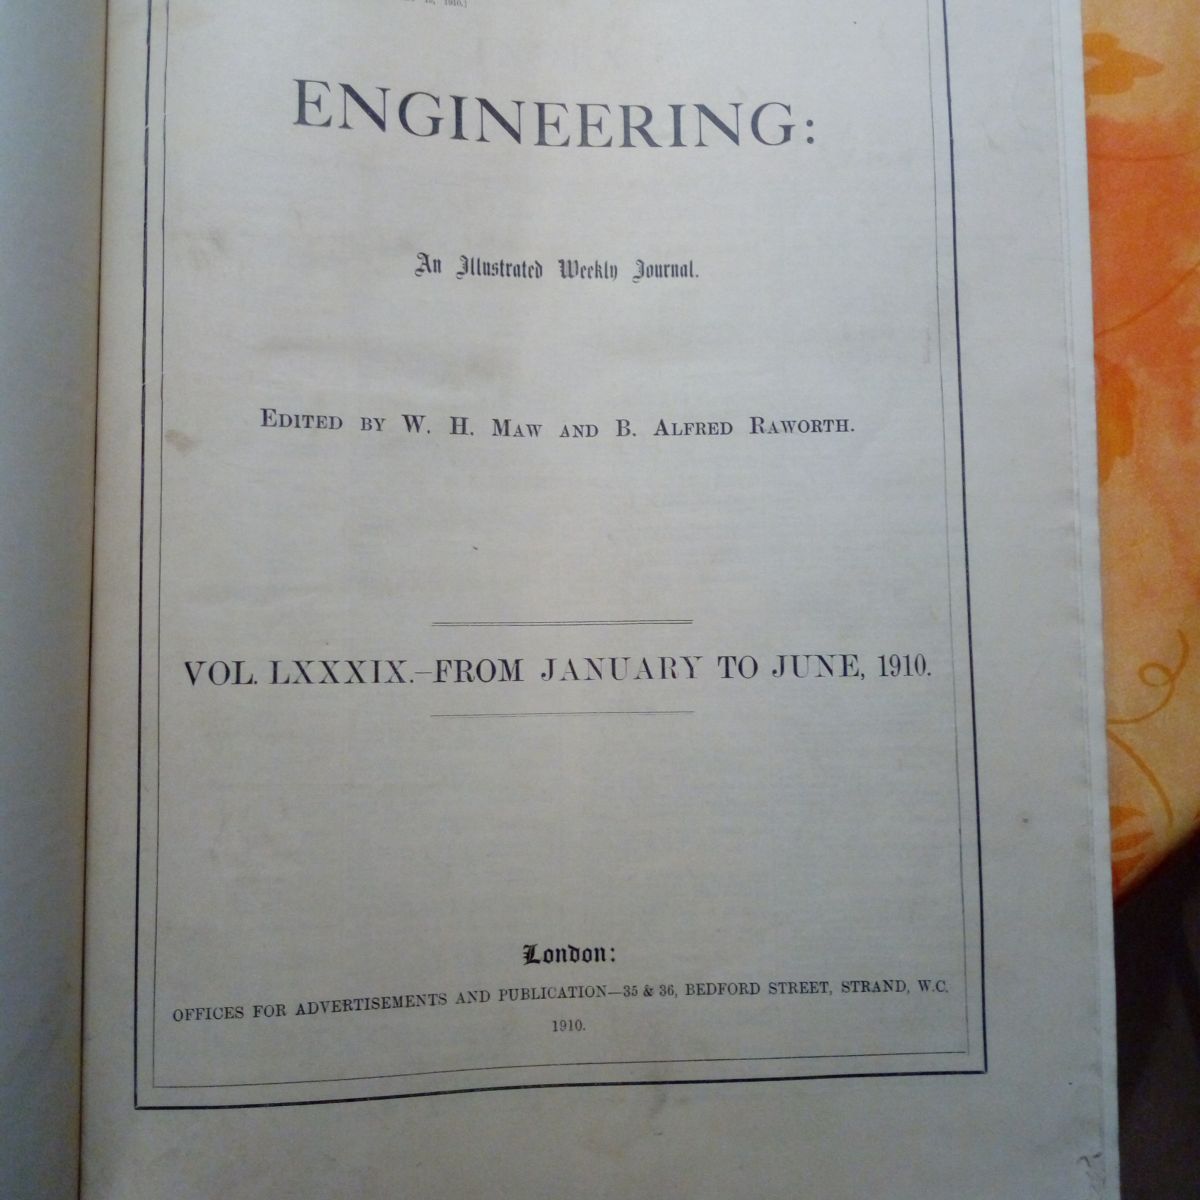 1910.]
ENGINEERING:
An Illustrated Weekly Journal.
EDITED BY W. H. MAW AND B. ALFRED RAWORTH.
VOL. LXXXIX.—FROM JANUARY TO JUNE, 1910.
London:
OFFICES FOR ADVERTISEMENTS AND PUBLICATION—35 & 36, BEDFORD STREET, STRAND, W.C.
1910.